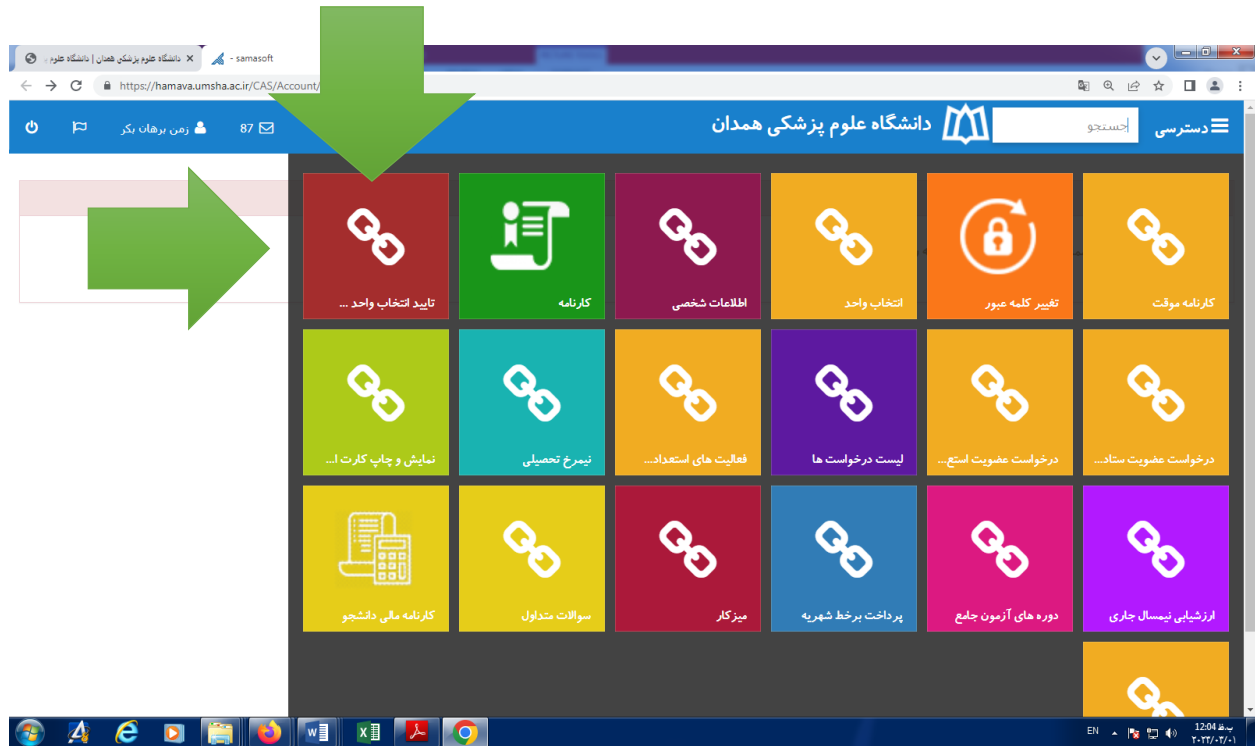 دانشگاه علوم پزشکی همدان | دانشگاه علوم
- samasoft
https://hamava.umsha.ac.ir/CAS/Account/
دسترسی
جستجو
دانشگاه علوم پزشکی همدان
87
زمن برهان بکر
کارنامه موقت
تغییر کلمه عبور
انتخاب واحد
اطلاعات شخصی
کارنامه
تایید انتخاب واحد ...
درخواست عضویت ستاد...
درخواست عضویت استع...
لیست درخواست ها
فعالیت های استعداد...
نیمرخ تحصیلی
نمایش و چاپ کارت ا...
ارزشیابی نیمسال جاری
دوره های آزمون جامع
پرداخت برخط شهریه
میزکار
سوالات متداول
کارنامه مالی دانشجو
EN
12:04 ب.ظ
۲۰۲۳/۰۲/۰۱